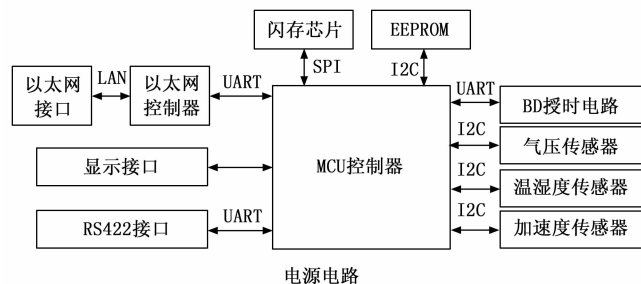 闪存芯片
EEPROM
SPI
I2C
以太网
接口
LAN
以太网
控制器
UART
UART
BD授时电路
I2C
气压传感器
显示接口
MCU控制器
I2C
温湿度传感器
RS422接口
UART
I2C
加速度传感器
电源电路